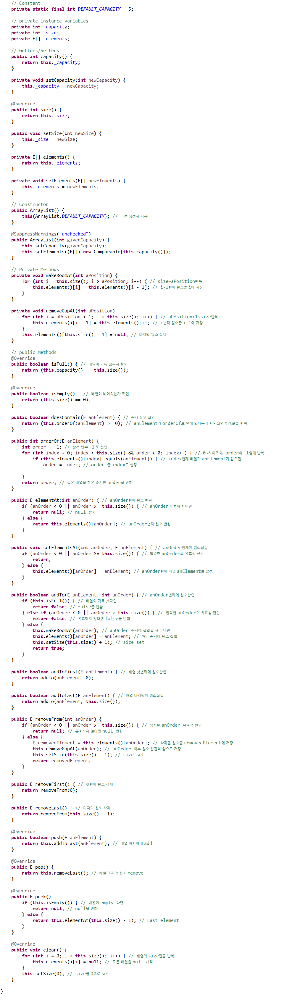 // Constant
private static final int DEFAULT_CAPACITY = 5;
// private instance variables
private int _capacity;
private int _size;
private E[] _elements;
// Getters/Setters
public int capacity() {
return this._capacity;
}
private void setCapacity(int newCapacity) {
this._capacity = newCapacity;
}
@Override
public int size() {
return this._size;
}
public void setSize(int newSize) {
this._size = newSize;
}
private E[] elements() {
return this._elements;
}
private void setElements(E[] newElements) {
this._elements = newElements;
}
// Constructor
public ArrayList() {
this(ArrayList.DEFAULT_CAPACITY); // 다른 생성자 사용
}
@SuppressWarnings("unchecked")
public ArrayList(int givenCapacity) {
this.setCapacity(givenCapacity);
this.setElements((E[]) new Comparable[this.capacity()]);
}
// Private Methods
private void makeRoomAt(int aPosition) {
for (int i = this.size(); i > aPosition; i--) { // size~aPosition반복
this.elements()[i] = this.elements()[i - 1]; // i-1번째 원소를 i에 저장
}
}
private void removeGapAt(int aPosition) {
for (int i = aPosition + 1; i < this.size(); i++) { // aPosition+1~size반복
this.elements()[i - 1] = this.elements()[i]; // i번째 원소를 i-1에 저장
}
this.elements()[this.size() - 1] = null; // 마지막 원소 삭제
}
// public Methods
@Override
public boolean isFull() { // 배열이 가득 찼는지 확인
return (this.capacity() == this.size());
}
@Override
public boolean isEmpty() { // 배열이 비어있는가 확인
return (this.size() == 0);
}
public boolean doesContain(E anElement) { // 존재 유무 확인
return (this.orderOf(anElement) >= 0); // anElement가 orderOf로 인해 있다는게 확인되면 true를 반환
}
public int orderOf(E anElement) {
int order = -1; // 순서 변수 -1 로 선언
for (int index = 0; index < this.size() && order < 0; index++) { // 0~사이즈 & order이 -1일때 반복
if (this.elements()[index].equals(anElement)) { // index번째 배열과 anElement가 같으면
order = index; // order 를 index로 설정
}
}
return order; // 같은 배열을 찾은 순서인 order를 반환
}
public E elementAt(int anOrder) { // anOrder번째 원소 반환
if (anOrder < 0 || anOrder >= this.size()) { // anOrder이 범위 밖이면
return null; // null 반환
} else {
return this.elements()[anOrder]; // anOrder번째 원소 반환
}
}
public void setElementsAt(int anOrder, E anElement) { // anOrder번째에 원소삽입
if (anOrder < 0 || anOrder >= this.size()) { // 입력한 anOrder의 유효성 판단
return;
} else {
this.elements()[anOrder] = anElement; // anOrder번째 배열 anElement로 설정
}
}
public boolean addTo(E anElement, int anOrder) { // anOrder번째에 원소삽입
if (this.isFull()) { // 배열이 가득 찼다면
return false; // false를 반환
} else if (anOrder < 0 || anOrder > this.size()) { // 입력한 anOrder의 유효성 판단
return false; // 유효하지 않다면 false를 반환
} else {
this.makeRoomAt(anOrder); // anOrder 순서에 삽입할 자리 마련
this.elements()[anOrder] = anElement; // 해당 순서에 원소 삽입
this.setSize(this.size() + 1); // size set
return true;
}
}
public boolean addToFirst(E anElement) { // 배열 첫번째에 원소삽입
return addTo(anElement, 0);
}
public boolean addToLast(E anElement) { // 배열 마지막에 원소삽입
return addTo(anElement, this.size());
}
public E removeFrom(int anOrder) {
if (anOrder < 0 || anOrder >= this.size()) { // 입력된 anOrder 유효성 판단
return null; // 유효하지 않다면 null 반환
} else {
E removedElement = this.elements()[anOrder]; // 삭제할 원소를 removedElement에 저장
this.removeGapAt(anOrder); // anOrder 이후 원소 한칸씩 앞으로 저장
this.setSize(this.size() - 1); // size set
return removedElement;
}
}
public E removeFirst() { // 첫번째 원소 삭제
return removeFrom(0);
}
public E removeLast() { // 마지막 원소 삭제
return removeFrom(this.size() - 1);
}
@Override
public boolean push(E anElement) {
return this.addToLast(anElement); // 배열 마지막에 add
}
@Override
public E pop() {
return this.removeLast(); // 배열 마지막 원소 remove
}
@Override
public E peek() {
if (this.isEmpty()) { // 배열이 empty 라면
return null; // null을 반환
} else {
return this.elementAt(this.size() - 1); // Last element
}
}
@Override
public void clear() {
for (int i = 0; i < this.size(); i++) { // 배열의 size만큼 반복
this.elements()[i] = null; // 모든 배열을 null 처리
}
this.setSize(0); // size를 0으로 set
}
}